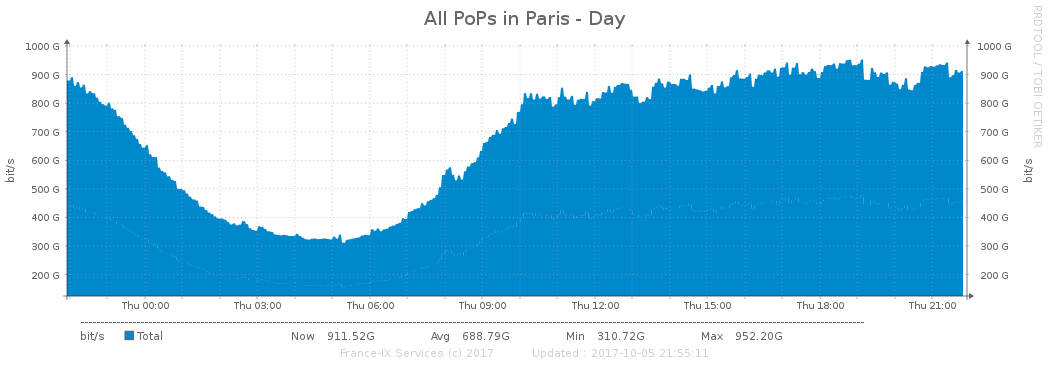 All PoPs in Paris - Day
RRDTOOL / TOBI OETIKER
1000 G 1000 G
900 G 900 G
800 G 800 G
700 G 700 G
600 G 600 G
500 G 500 G
400 G 400 G
300 G 300 G
200 G 200 G
bit/s
bit/s
Thu 00:00 Thu 03:00 Thu 06:00 Thu 09:00 Thu 12:00 Thu 15:00 Thu 18:00 Thu 21:00
bit/s Total Now 911.52G Avg 688.79G Min 310.72G Max 952.20G
France-IX Services (c) 2017 Updated : 2017-10-05 21:55:11